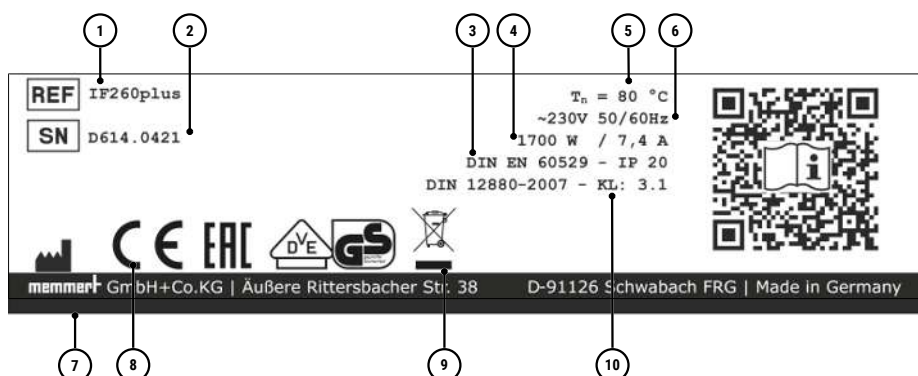 1 2 3 4 5 6
REF IF260plus
SN D614.0421
Tn = 80 °C
~230V 50/60Hz
1700 W / 7,4 A
DIN EN 60529 - IP 20
DIN 12880-2007 - KL: 3.1
i
CE EAC DVE GS
memmert GmbH+Co.KG | Äußere Rittersbacher Str. 38 D-91126 Schwabach FRG | Made in Germany
7 8 9 10